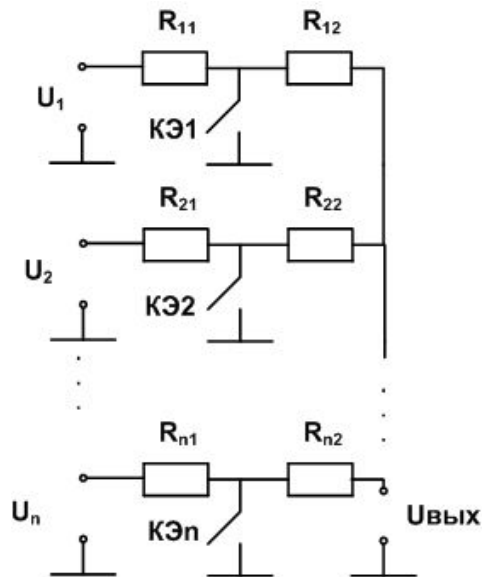 R₁₁ R₁₂
U₁
КЭ1
R₂₁ R₂₂
U₂
КЭ2
Rₙ₁ Rₙ₂
Uₙ
КЭn
Uвых